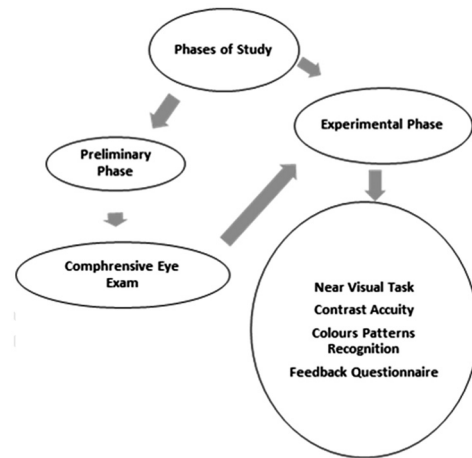 Phases of Study
Experimental Phase
Preliminary
Phase
Comphrensive Eye
Exam
Near Visual Task
Contrast Accuity
Colours Patterns
Recognition
Feedback Questionnaire